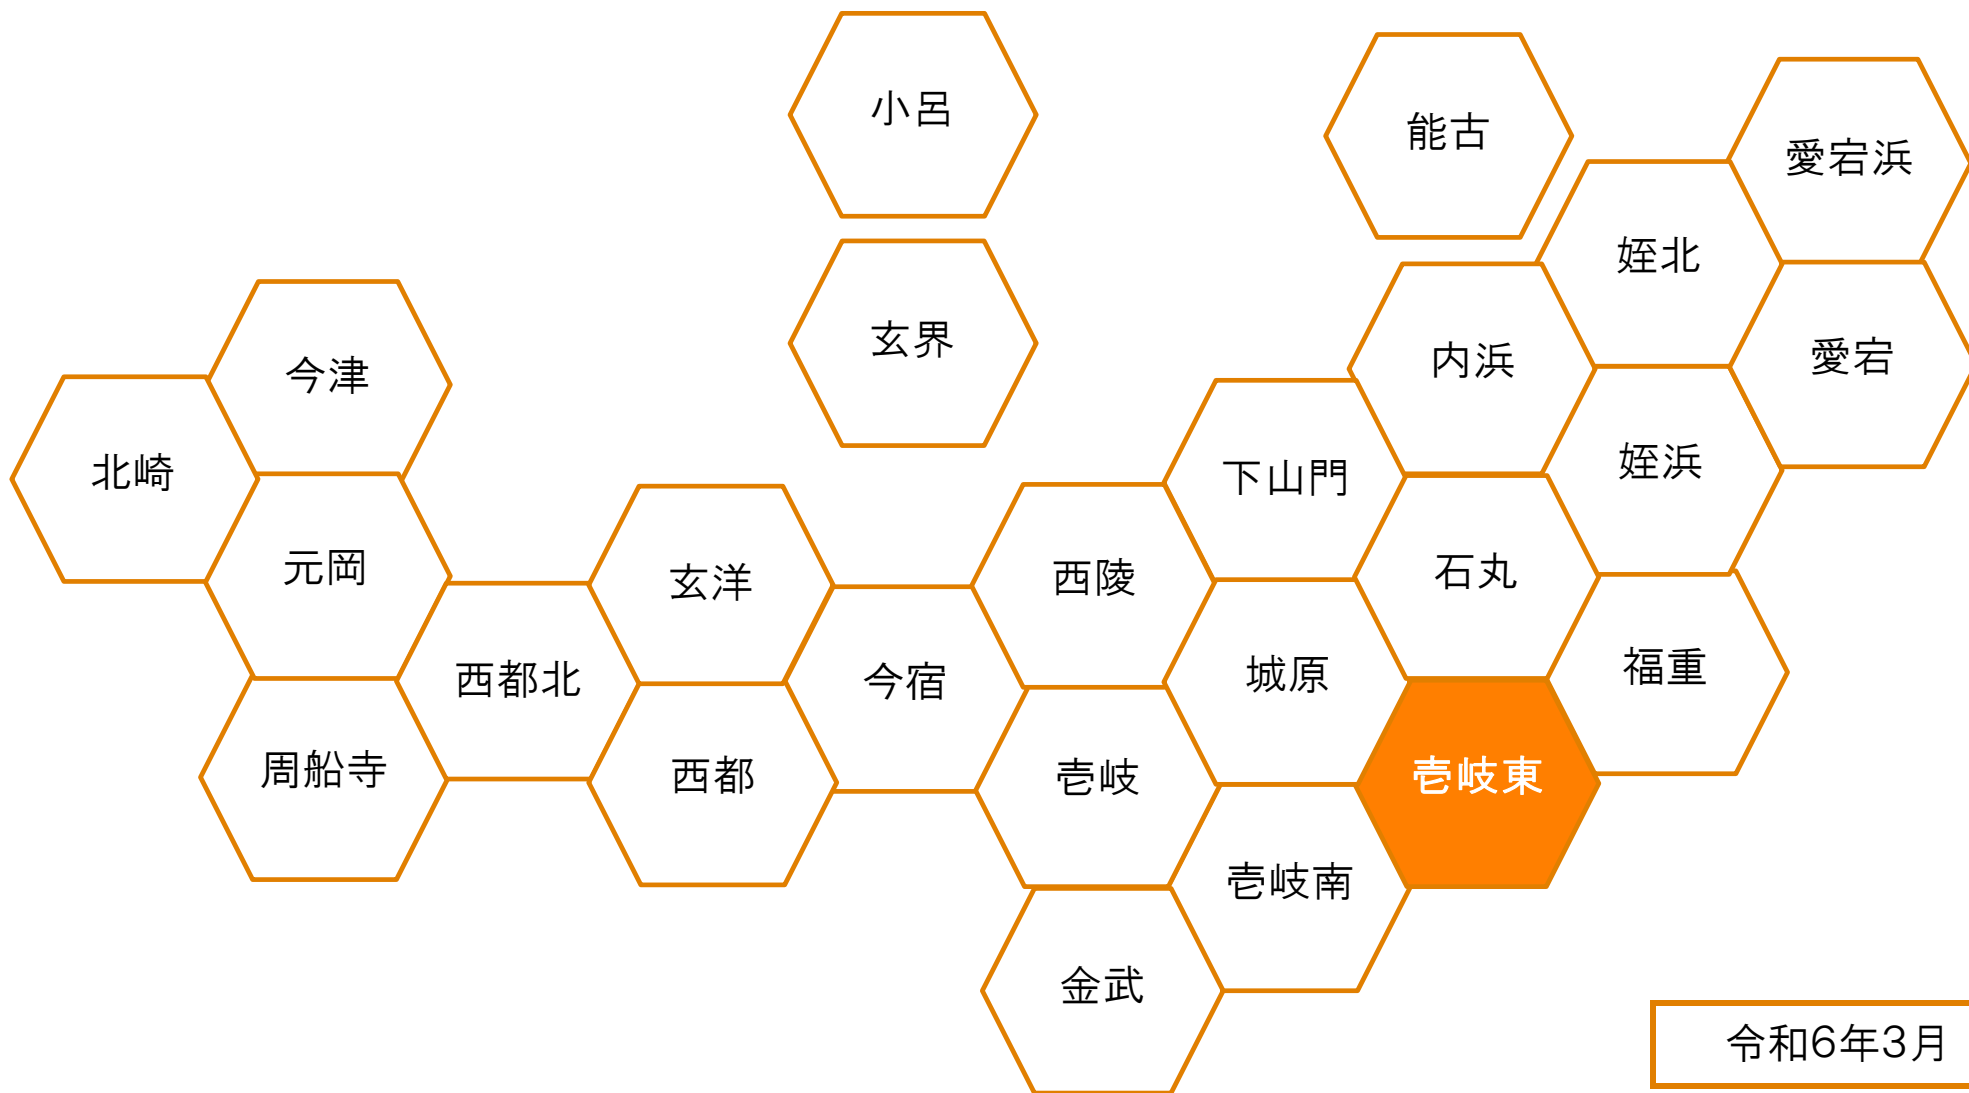 小呂
能古
愛宕浜
姪北
玄界
今津
内浜
愛宕
北崎
下山門
姪浜
元岡
玄洋
西陵
石丸
西都北
今宿
城原
福重
周船寺
西都
壱岐
壱岐東
壱岐南
金武
令和6年3月